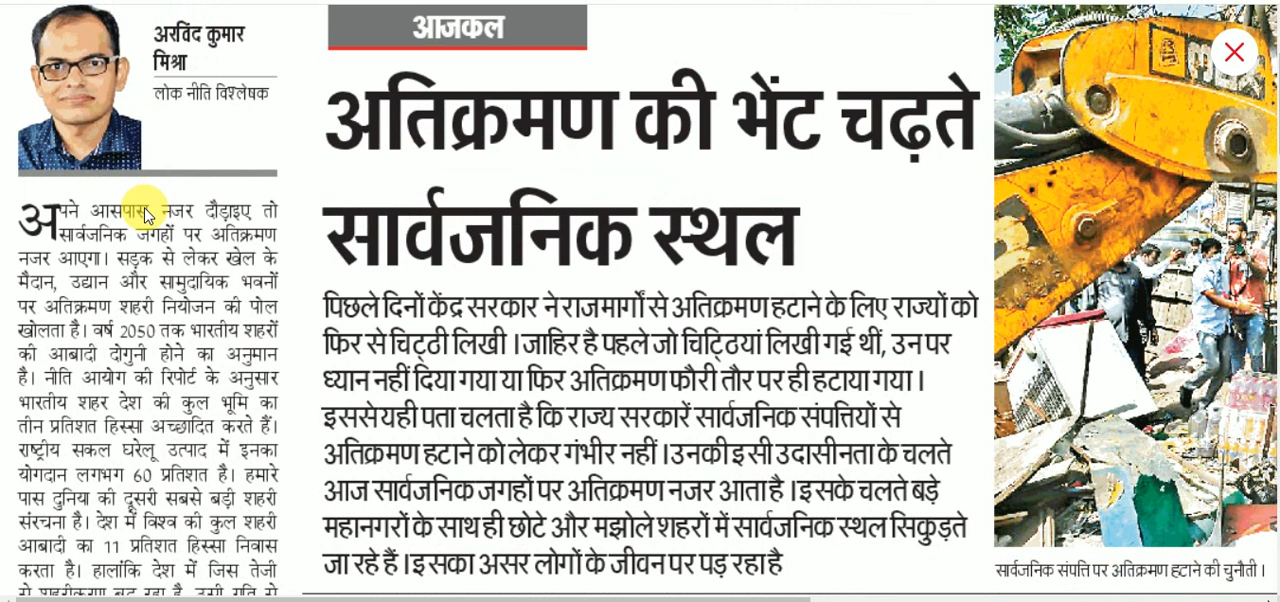 अरविंद कुमार
मिश्रा
लोक नीति विश्लेषक
अपने आसपास नजर दौड़ाइए तो
सार्वजनिक जगहों पर अतिक्रमण
नजर आएगा। सड़क से लेकर खेल के
मैदान, उद्यान और सामुदायिक भवनों
पर अतिक्रमण शहरी नियोजन की पोल
खोलता है। वर्ष 2050 तक भारतीय शहरों
की आबादी दोगुनी होने का अनुमान
है। नीति आयोग की रिपोर्ट के अनुसार
भारतीय शहर देश की कुल भूमि का
तीन प्रतिशत हिस्सा अच्छादित करते हैं।
राष्ट्रीय सकल घरेलू उत्पाद में इनका
योगदान लगभग 60 प्रतिशत है। हमारे
पास दुनिया की दूसरी सबसे बड़ी शहरी
संरचना है। देश में विश्व की कुल शहरी
आबादी का 11 प्रतिशत हिस्सा निवास
करता है। हालांकि देश में जिस तेजी
से शहरीकरण बढ़ रहा है, उसी गति से
आजकल
अतिक्रमण की भेंट चढ़ते
सार्वजनिक स्थल
पिछले दिनों केंद्र सरकार ने राजमार्गों से अतिक्रमण हटाने के लिए राज्यों को
फिर से चिट्ठी लिखी। जाहिर है पहले जो चिट्ठियां लिखी गई थीं, उन पर
ध्यान नहीं दिया गया या फिर अतिक्रमण फौरी तौर पर ही हटाया गया।
इससे यही पता चलता है कि राज्य सरकारें सार्वजनिक संपत्तियों से
अतिक्रमण हटाने को लेकर गंभीर नहीं। उनकी इसी उदासीनता के चलते
आज सार्वजनिक जगहों पर अतिक्रमण नजर आता है। इसके चलते बड़े
महानगरों के साथ ही छोटे और मझोले शहरों में सार्वजनिक स्थल सिकुड़ते
जा रहे हैं। इसका असर लोगों के जीवन पर पड़ रहा है
सार्वजनिक संपत्ति पर अतिक्रमण हटाने की चुनौती।